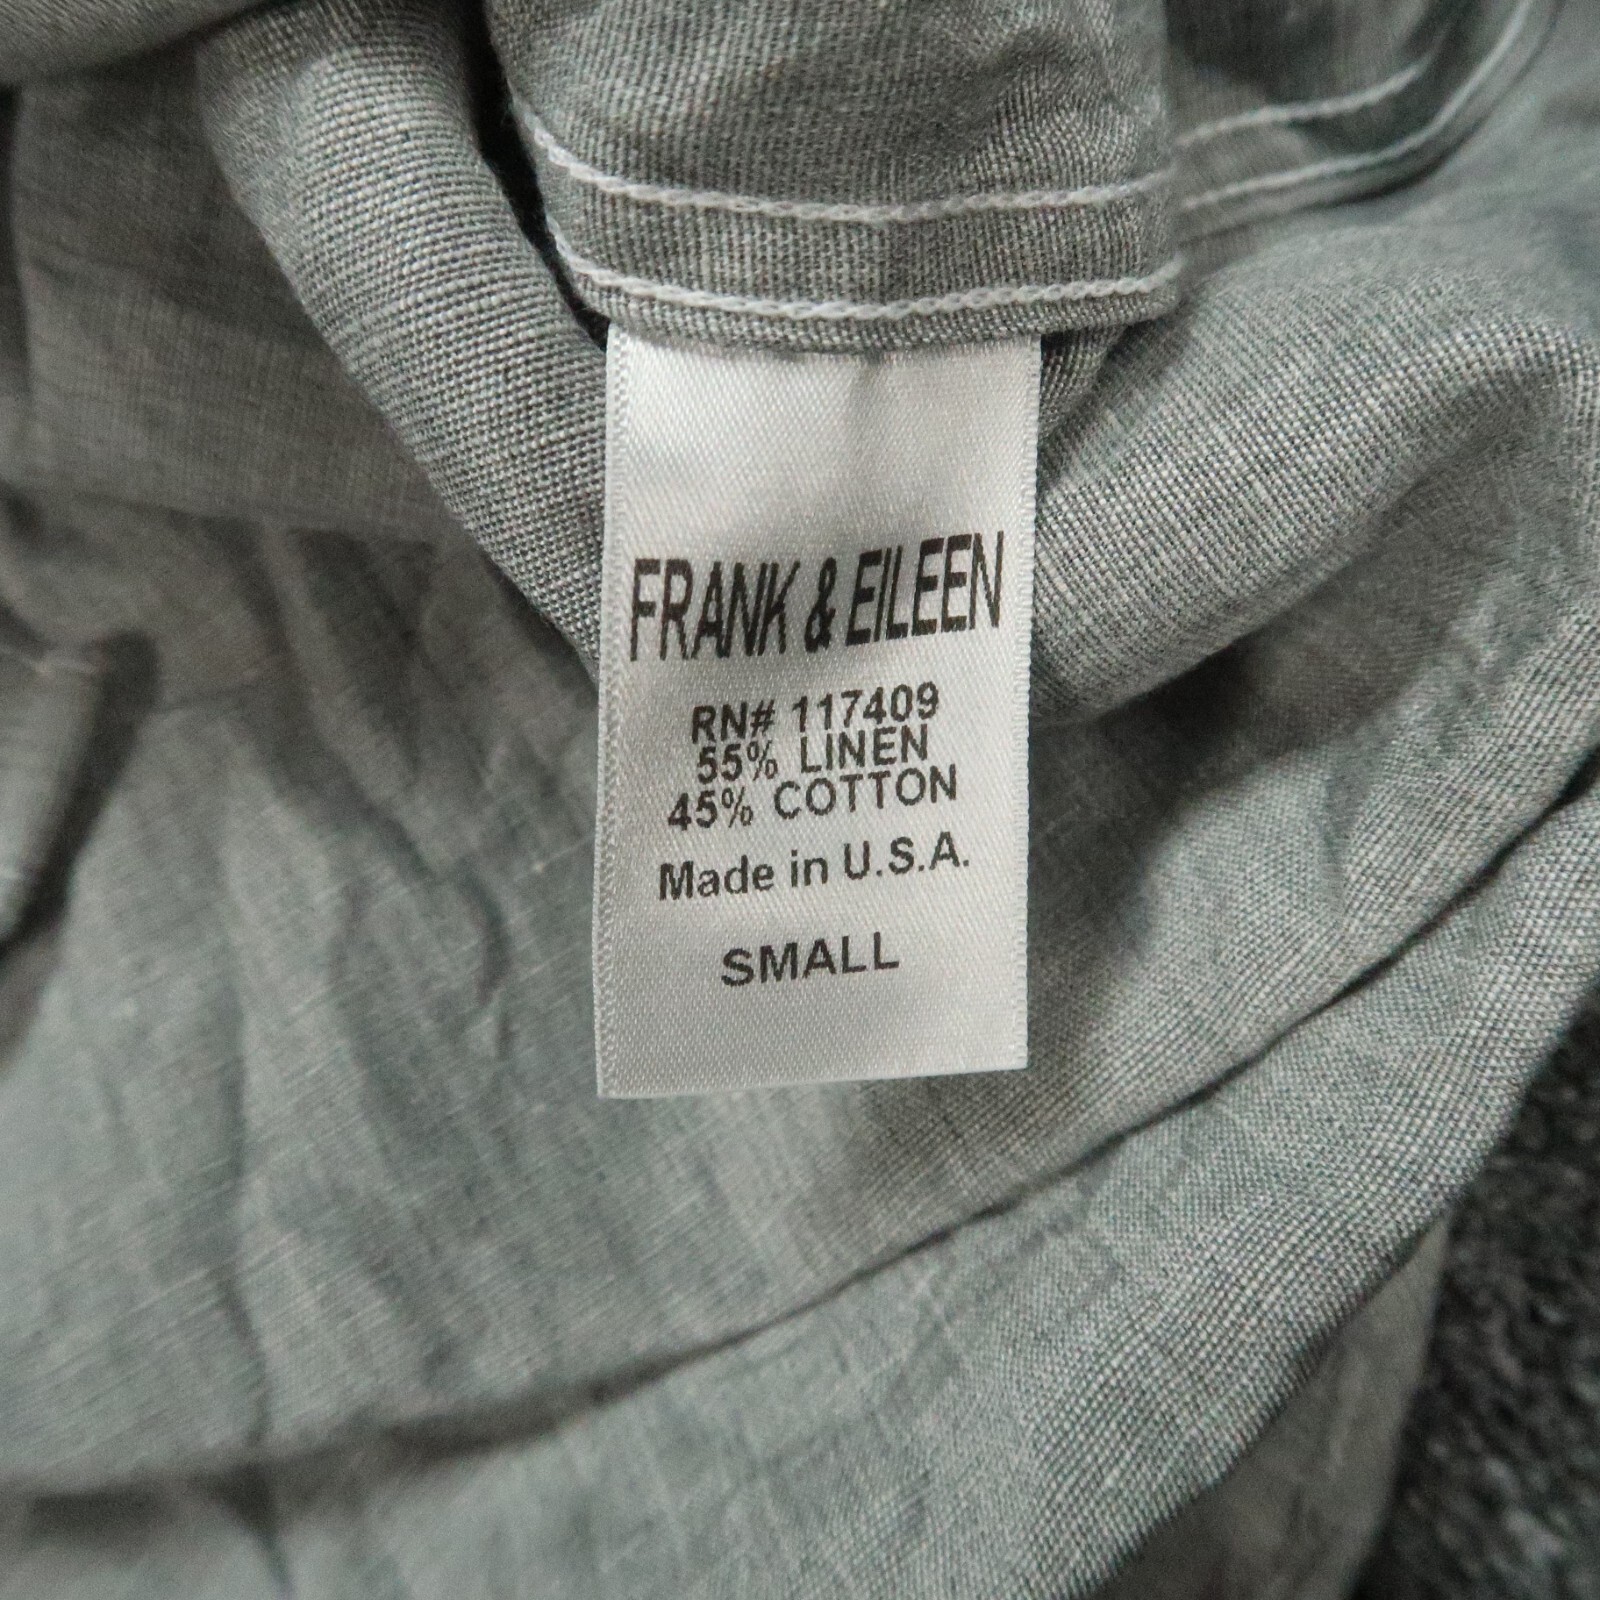 FRANK & EILEEN
RN# 117409
55% LINEN
45% COTTON
Made in U.S.A.
SMALL